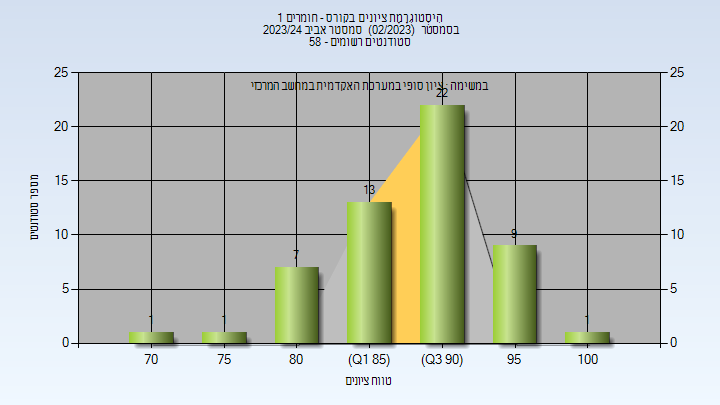 היסטוגרמת ציונים בקורס - חומרים 1
בסמסטר (02/2023) סמסטר אביב 2023/24
סטודנטים רשומים - 58
במשימה : ציון סופי במערכת האקדמית במחשב המרכזי
25 25
20 20
15 15
10 10
5 5
0 0
1 1 7 13 22 9 1
70 75 80 (Q1 85) (Q3 90) 95 100
מספר סטודנטים
טווח ציונים